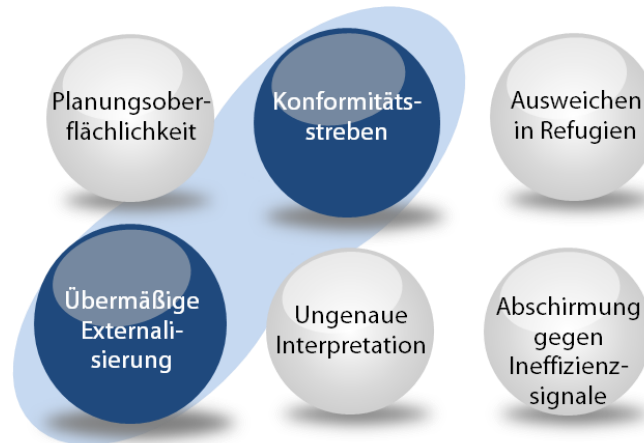 Planungsober-
flächlichkeit
Konformitäts-
streben
Ausweichen
in Refugien
Übermäßige
Externali-
sierung
Ungenaue
Interpretation
Abschirmung
gegen
Ineffizienz-
signale